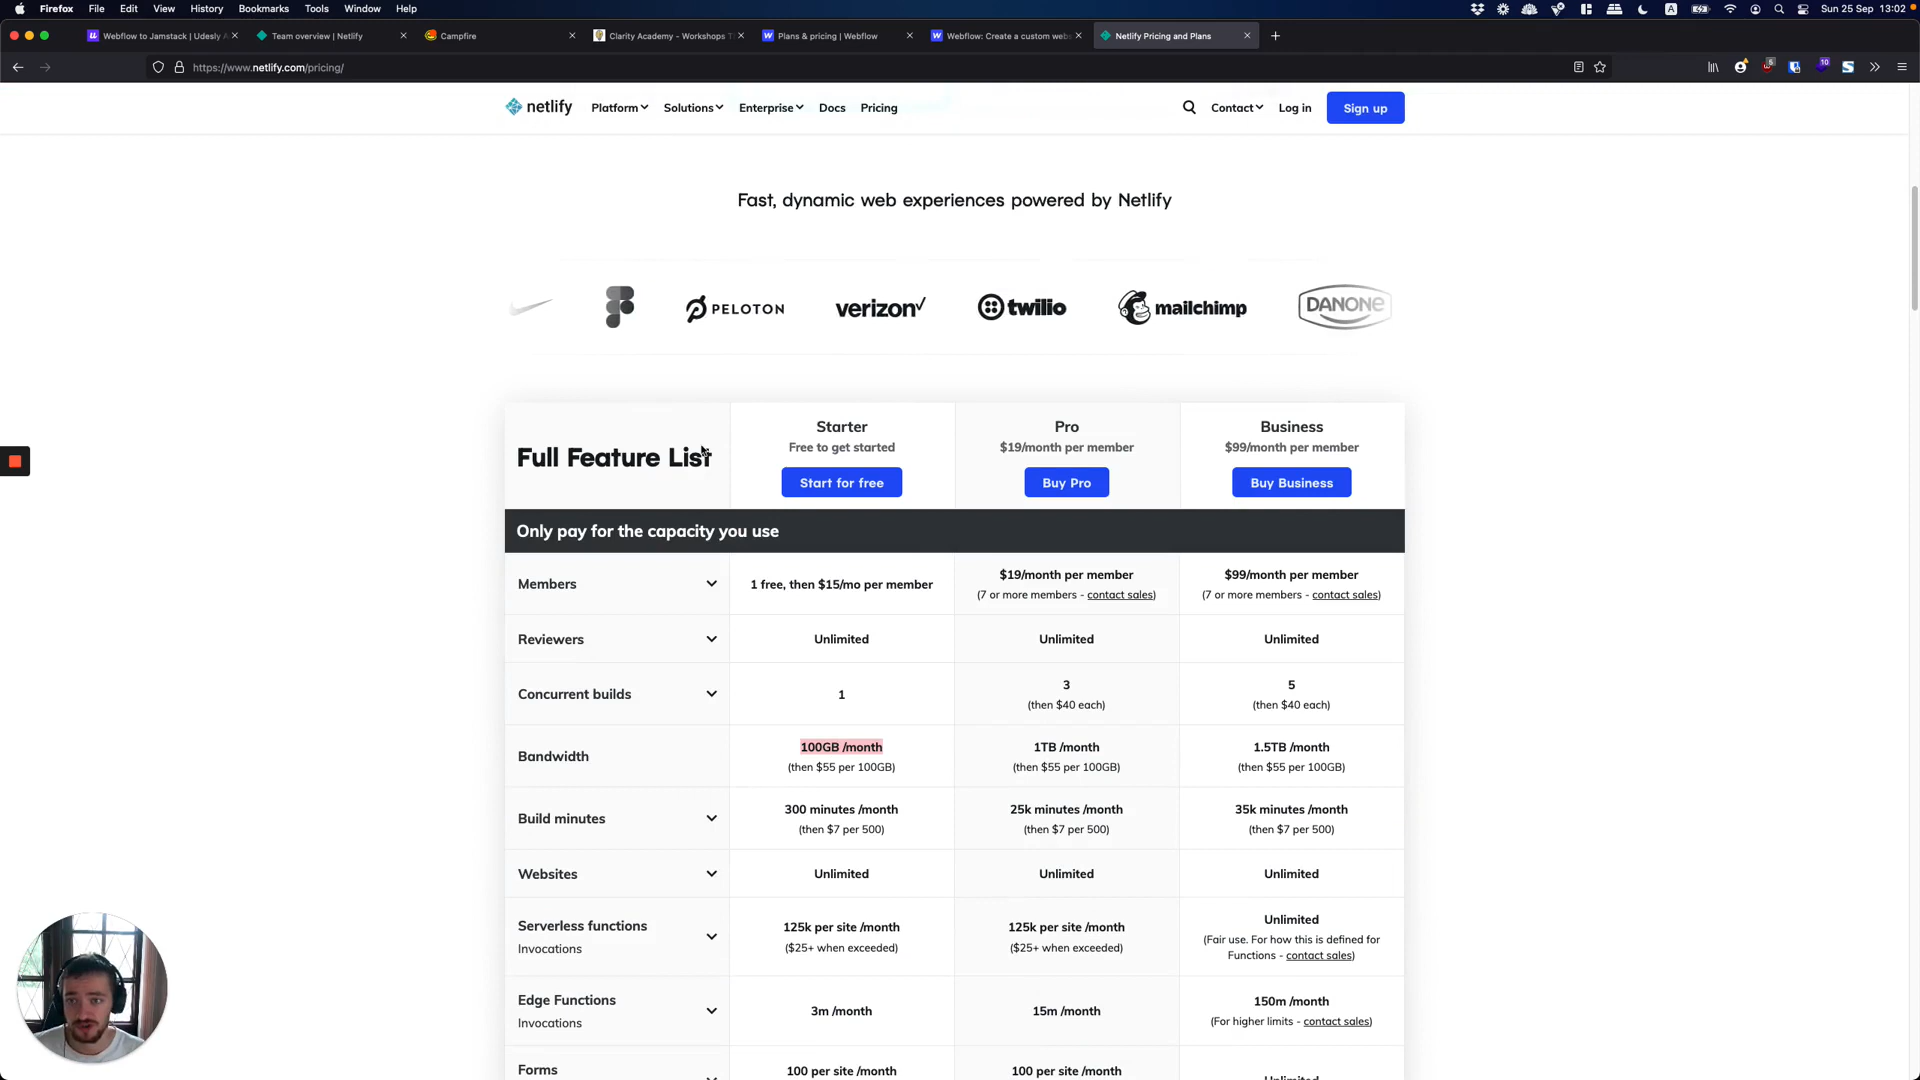 Firefox File Edit View History Bookmarks Tools Window Help
A Sun 25 Sep 13:02
Webflow to Jamstack | Udesly A
Team overview | Netlify
Campfire
Clarity Academy - Workshops T
Plans & pricing | Webflow
Webflow: Create a custom webs
Netlify Pricing and Plans
https://www.netlify.com/pricing/
netlify Platform Solutions Enterprise Docs Pricing Contact Log in Sign up
Fast, dynamic web experiences powered by Netlify
PELOTON verizon twilio mailchimp DANONE
Full Feature List
Starter
Free to get started
Start for free
Pro
$19/month per member
Buy Pro
Business
$99/month per member
Buy Business
Only pay for the capacity you use
Members
1 free, then $15/mo per member
$19/month per member
(7 or more members - contact sales)
$99/month per member
(7 or more members - contact sales)
Reviewers
Unlimited
Unlimited
Unlimited
Concurrent builds
1
3
(then $40 each)
5
(then $40 each)
Bandwidth
100GB /month
(then $55 per 100GB)
1TB /month
(then $55 per 100GB)
1.5TB /month
(then $55 per 100GB)
Build minutes
300 minutes /month
(then $7 per 500)
25k minutes /month
(then $7 per 500)
35k minutes /month
(then $7 per 500)
Websites
Unlimited
Unlimited
Unlimited
Serverless functions
Invocations
125k per site /month
($25+ when exceeded)
125k per site /month
($25+ when exceeded)
Unlimited
(Fair use. For how this is defined for
Functions - contact sales)
Edge Functions
Invocations
3m /month
15m /month
150m /month
(For higher limits - contact sales)
Forms
100 per site /month
100 per site /month
Unlimited